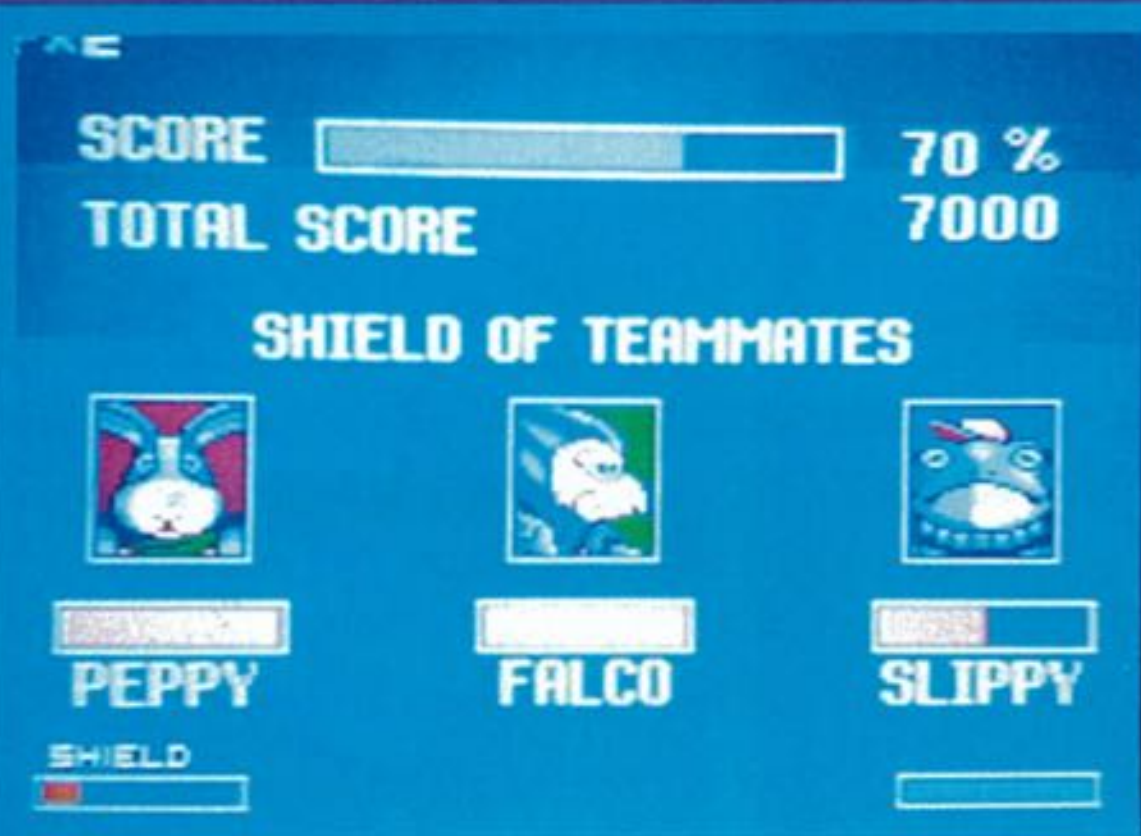 SCORE 70 %
TOTAL SCORE 7000
SHIELD OF TEAMMATES
PEPPY FALCO SLIPPY
SHIELD